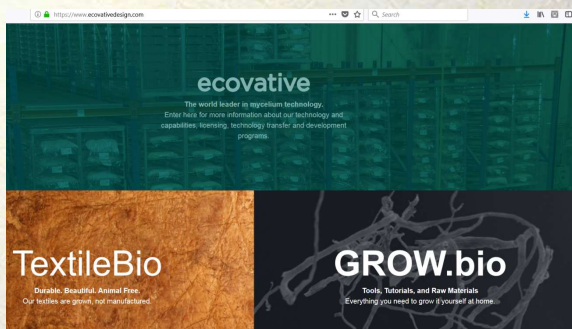 https://www.ecovativedesign.com
Search
ecovative
The world leader in mycelium technology.
Enter here for more information about our technology and
capabilities, licensing, technology transfer and development
programs.
TextileBio
Durable. Beautiful. Animal Free.
Our textiles are grown, not manufactured.
GROW.bio
Tools, Tutorials, and Raw Materials
Everything you need to grow it yourself at home.